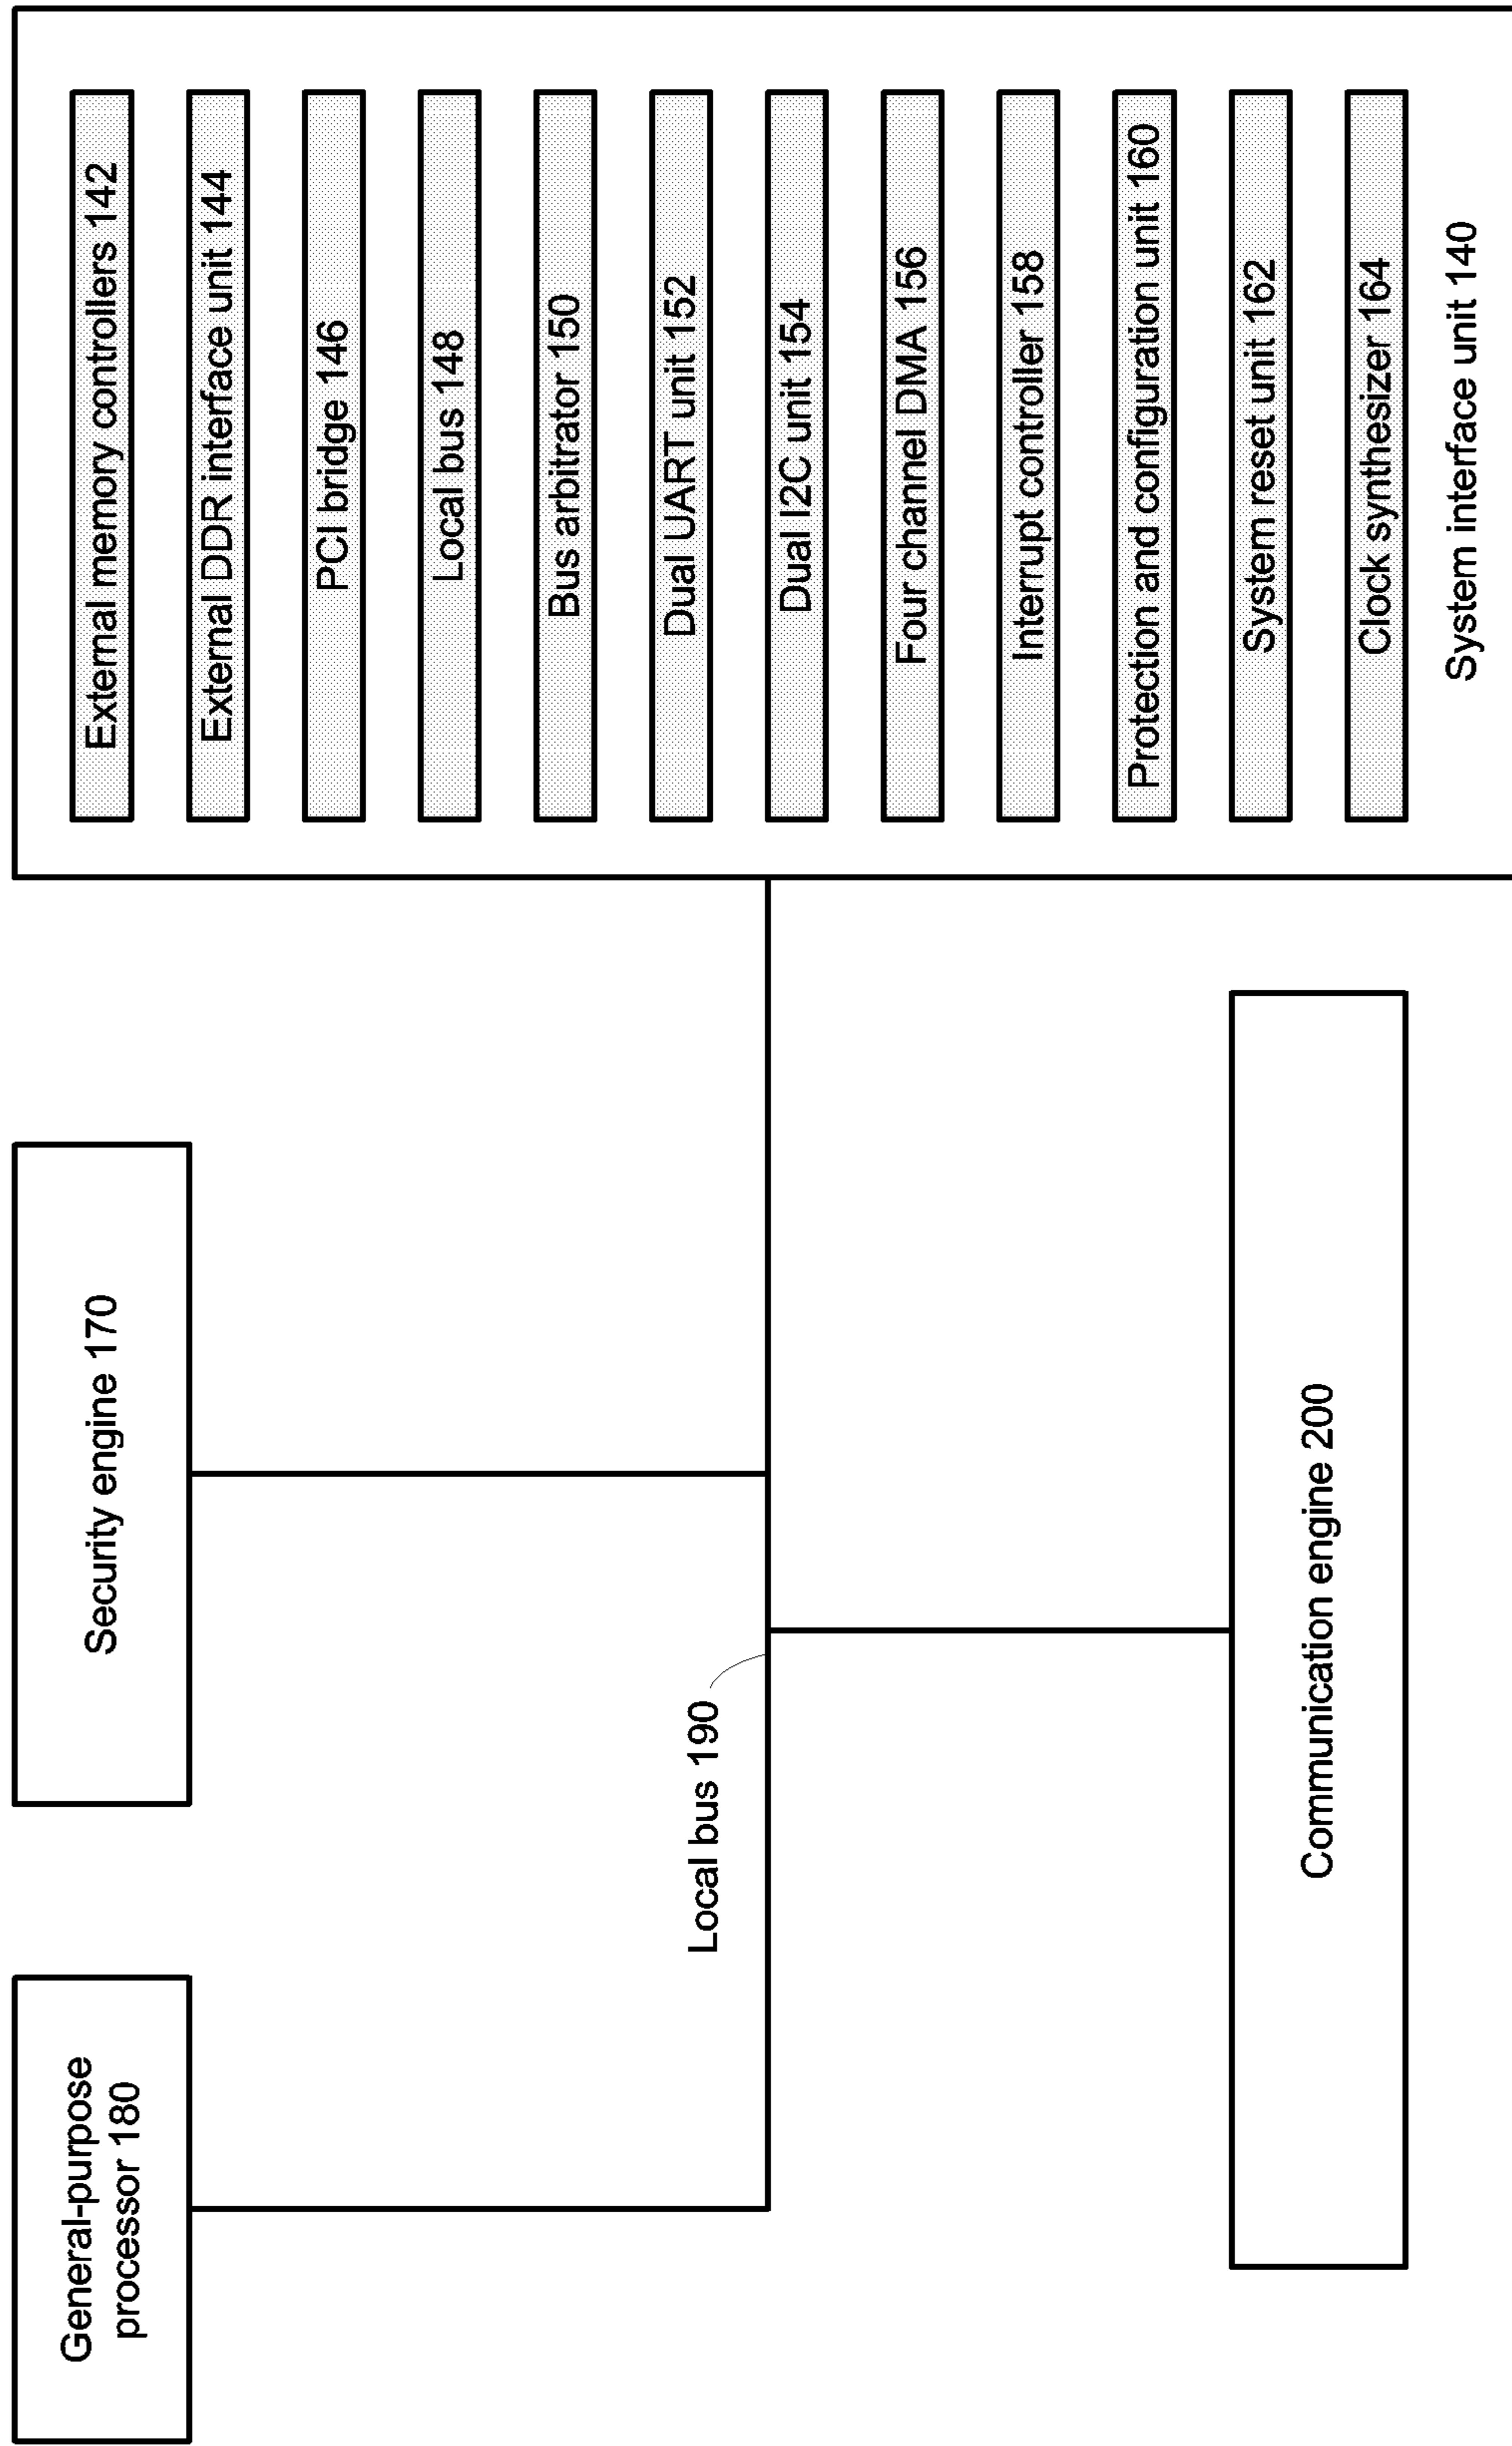 General-purpose
processor 180
Security engine 170
Local bus 190
Communication engine 200
External memory controllers 142
External DDR interface unit 144
PCI bridge 146
Local bus 148
Bus arbitrator 150
Dual UART unit 152
Dual I2C unit 154
Four channel DMA 156
Interrupt controller 158
Protection and configuration unit 160
System reset unit 162
Clock synthesizer 164
System interface unit 140